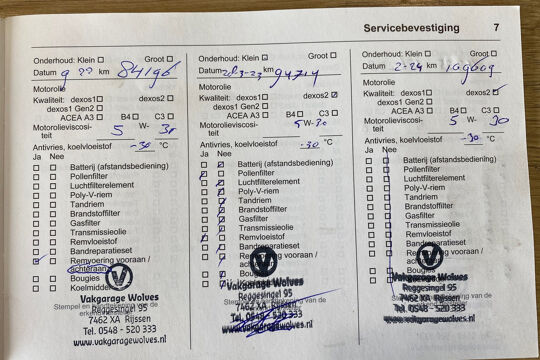 Servicebevestiging 7
Onderhoud: Klein Groot
Datum 9 22 km 84196
Motorolie
Kwaliteit: dexos1 dexos2
dexos1 Gen2
ACEA A3 B4 C3
Motorolieviscosi- 5 W- 30
teit
Antivries, koelvloeistof -30 °C
Ja Nee
Batterij (afstandsbediening)
Pollenfilter
Luchtfilterelement
Poly-V-riem
Tandriem
Brandstoffilter
Gasfilter
Transmissieolie
Remvloeistof
Bandreparatieset
Remvoering vooraan /
achteraan
Bougies
Koelmiddel
Vakgarage Wolves
Reggesingel 95
7462 XA Rijssen
Tel. 0548 - 520 333
www.vakgaragewolves.nl
Onderhoud: Klein Groot
Datum 3-23 km 94714
Motorolie
Kwaliteit: dexos1 dexos2
dexos1 Gen2
ACEA A3 B4 C3
Motorolieviscosi- 5 W-30
teit
Antivries, koelvloeistof -30 °C
Ja Nee
Batterij (afstandsbediening)
Pollenfilter
Luchtfilterelement
Poly-V-riem
Tandriem
Brandstoffilter
Gasfilter
Transmissieolie
Remvloeistof
Bandreparatieset
Remvoering vooraan /
Vakgarage Wolves
Reggesingel 95
7462 XA Rijssen
Tel. 0548 - 520 333
www.vakgaragewolves.nl
Onderhoud: Klein Groot
Datum 2-24 km 109609
Motorolie
Kwaliteit: dexos1 dexos2
dexos1 Gen2
ACEA A3 B4 C3
Motorolieviscosi- 5 W- 30
teit
Antivries, koelvloeistof -30 °C
Ja Nee
Batterij (afstandsbediening)
Pollenfilter
Luchtfilterelement
Poly-V-riem
Tandriem
Brandstoffilter
Gasfilter
Transmissieolie
Remvloeistof
Bandreparatieset
Remvoering vooraan /
Vakgarage Wolves
Reggesingel 95
7462 XA Rijssen
Tel. 0548 - 520 333
www.vakgaragewolves.nl